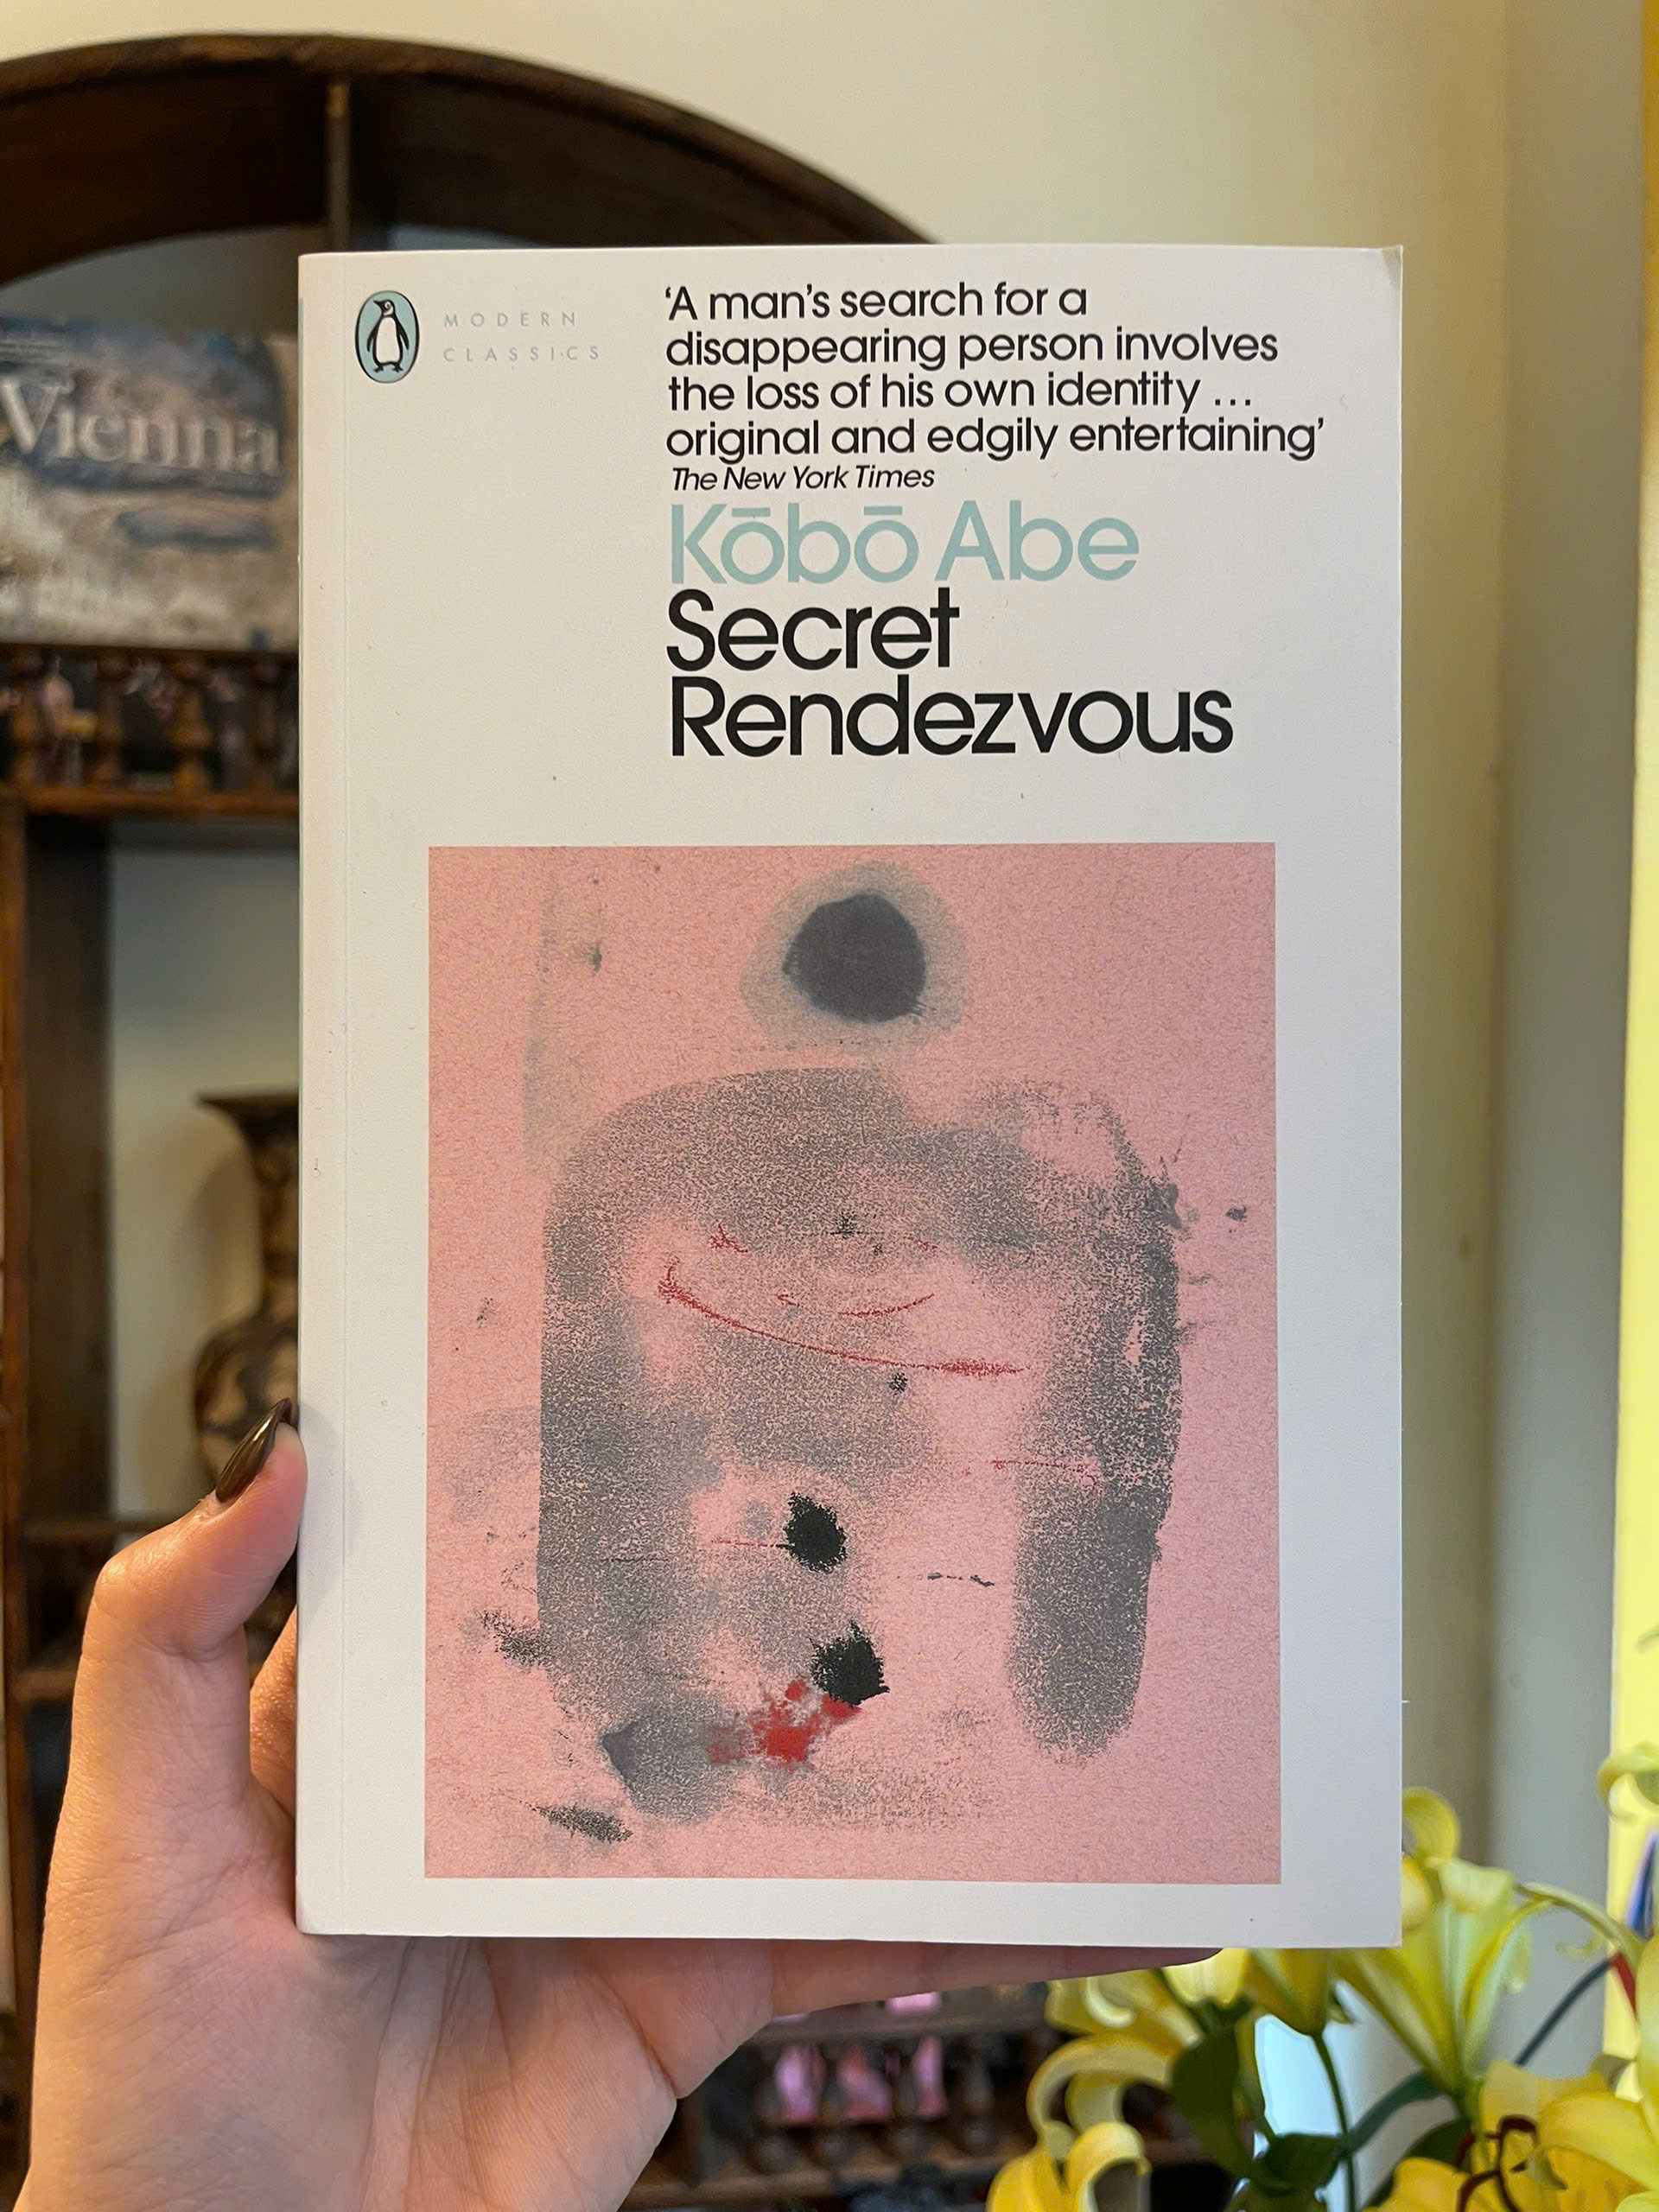 MODERN
CLASSICS
‘A man’s search for a
disappearing person involves
the loss of his own identity ...
original and edgily entertaining’
The New York Times
Kōbō Abe
Secret
Rendezvous
Vienna